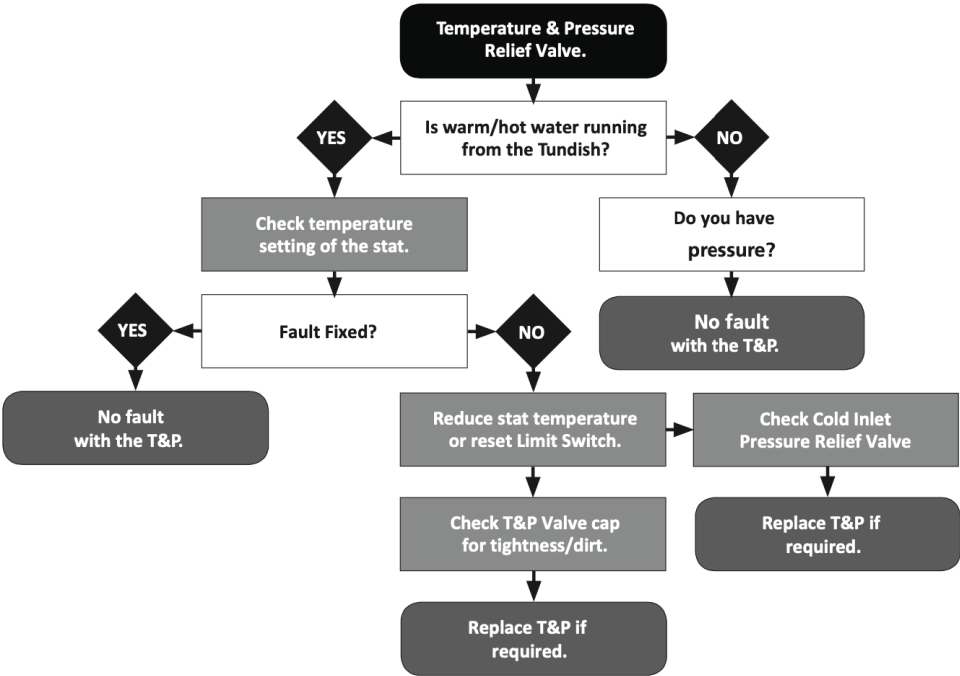 Temperature & Pressure
Relief Valve.
Is warm/hot water running
from the Tundish?
YES
NO
Check temperature
setting of the stat.
Do you have
pressure?
YES
Fault Fixed?
NO
No fault
with the T&P.
No fault
with the T&P.
Reduce stat temperature
or reset Limit Switch.
Check Cold Inlet
Pressure Relief Valve
Check T&P Valve cap
for tightness/dirt.
Replace T&P if
required.
Replace T&P if
required.